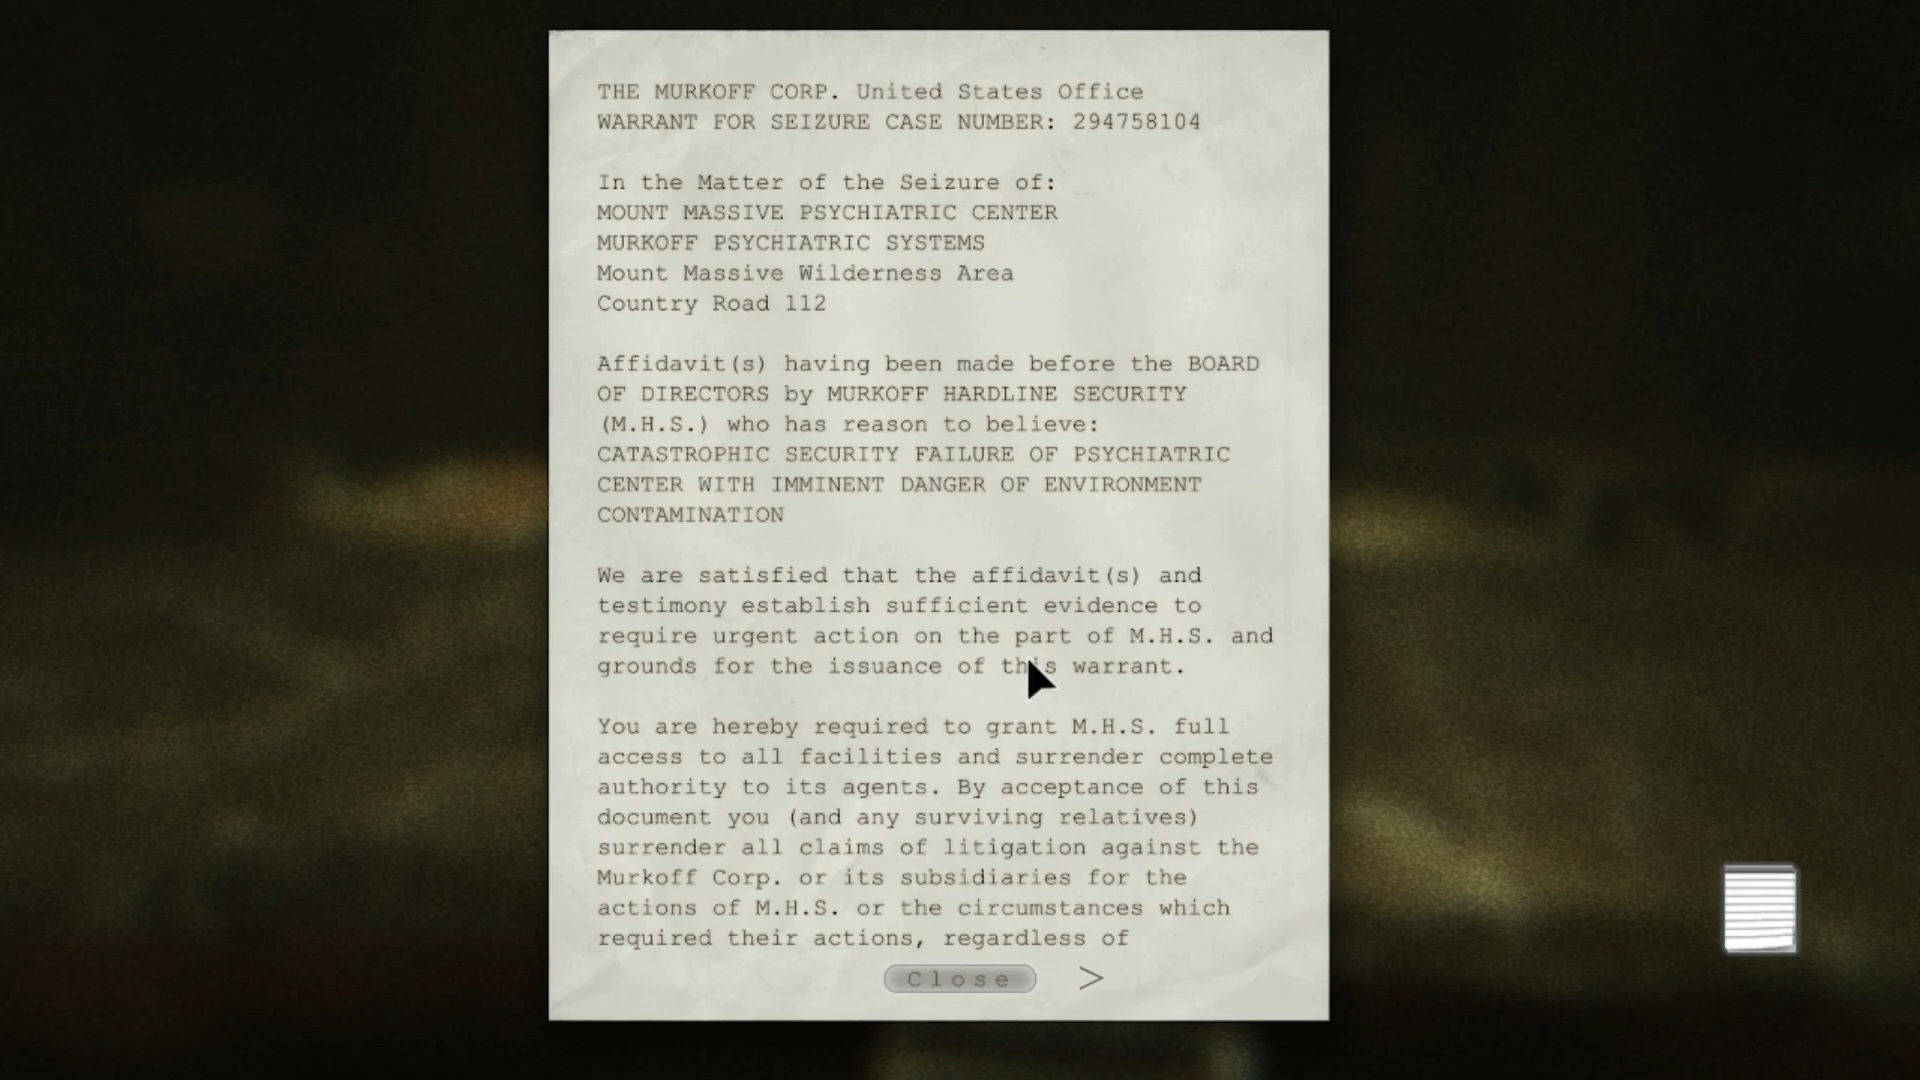 THE MURKOFF CORP. United States Office
WARRANT FOR SEIZURE CASE NUMBER: 294758104
In the Matter of the Seizure of:
MOUNT MASSIVE PSYCHIATRIC CENTER
MURKOFF PSYCHIATRIC SYSTEMS
Mount Massive Wilderness Area
Country Road 112
Affidavit(s) having been made before the BOARD
OF DIRECTORS by MURKOFF HARDLINE SECURITY
(M.H.S.) who has reason to believe:
CATASTROPHIC SECURITY FAILURE OF PSYCHIATRIC
CENTER WITH IMMINENT DANGER OF ENVIRONMENT
CONTAMINATION
We are satisfied that the affidavit(s) and
testimony establish sufficient evidence to
require urgent action on the part of M.H.S. and
grounds for the issuance of this warrant.
You are hereby required to grant M.H.S. full
access to all facilities and surrender complete
authority to its agents. By acceptance of this
document you (and any surviving relatives)
surrender all claims of litigation against the
Murkoff Corp. or its subsidiaries for the
actions of M.H.S. or the circumstances which
required their actions, regardless of
Close >